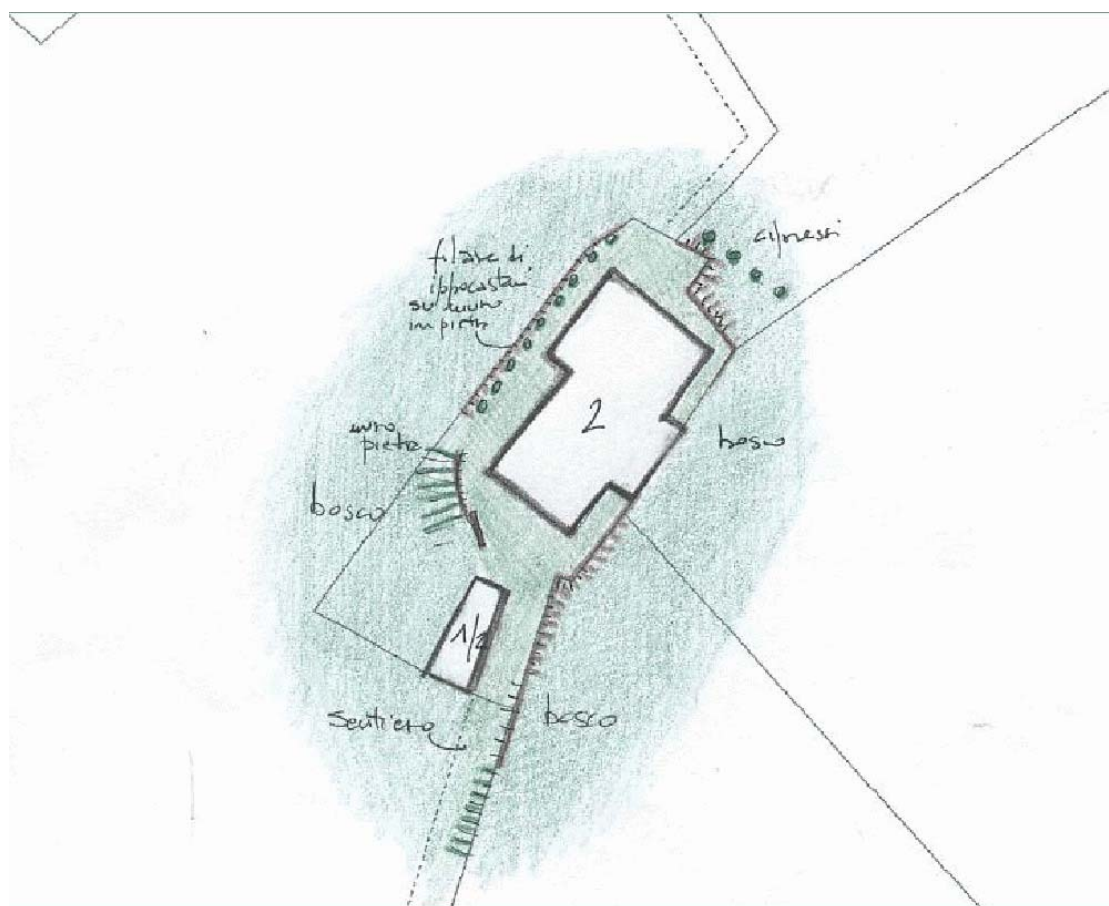 filare di
ippocastani
su muro
in pietra
cipressi
2
muro
pietra
bosco
bosco
1/2
sentiero
bosco